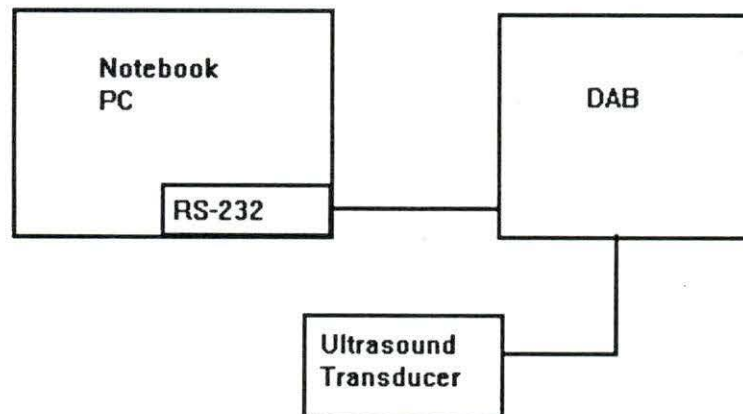 Notebook
PC
RS-232
DAB
Ultrasound
Transducer